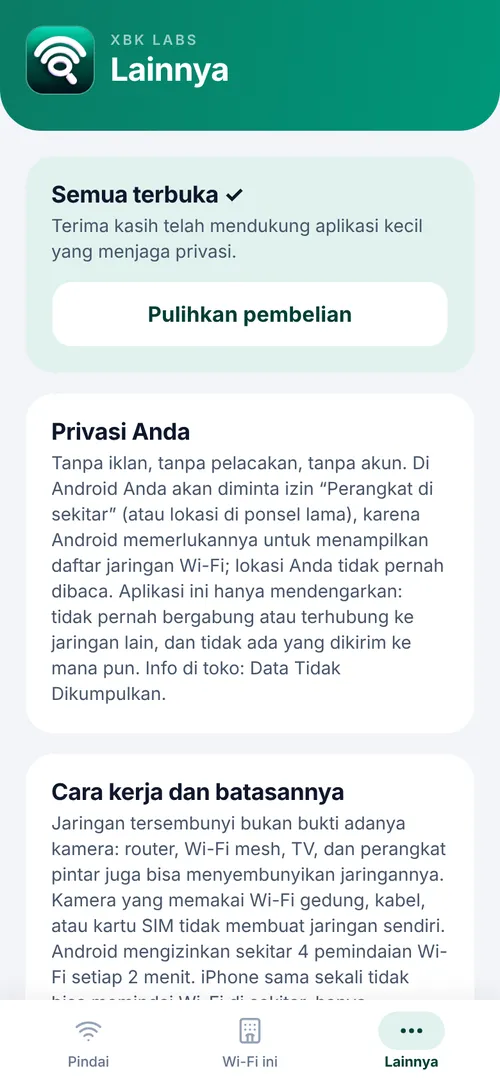 XBK LABS
Lainnya
Semua terbuka ✓
Terima kasih telah mendukung aplikasi kecil
yang menjaga privasi.
Pulihkan pembelian
Privasi Anda
Tanpa iklan, tanpa pelacakan, tanpa akun. Di
Android Anda akan diminta izin “Perangkat di
sekitar” (atau lokasi di ponsel lama), karena
Android memerlukannya untuk menampilkan
daftar jaringan Wi-Fi; lokasi Anda tidak pernah
dibaca. Aplikasi ini hanya mendengarkan:
tidak pernah bergabung atau terhubung ke
jaringan lain, dan tidak ada yang dikirim ke
mana pun. Info di toko: Data Tidak
Dikumpulkan.
Cara kerja dan batasannya
Jaringan tersembunyi bukan bukti adanya
kamera: router, Wi-Fi mesh, TV, dan perangkat
pintar juga bisa menyembunyikan jaringannya.
Kamera yang memakai Wi-Fi gedung, kabel,
atau kartu SIM tidak membuat jaringan sendiri.
Android mengizinkan sekitar 4 pemindaian Wi-
Fi setiap 2 menit. iPhone sama sekali tidak
Pindai
Wi-Fi ini
Lainnya